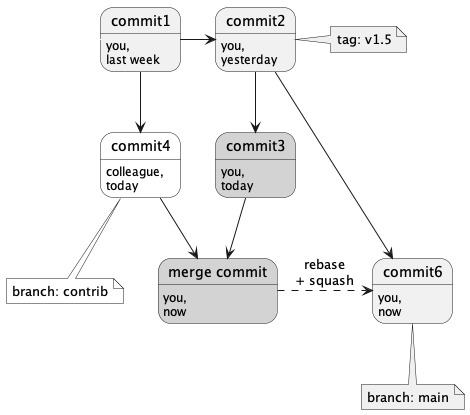 commit1
you,
last week
commit2
you,
yesterday
tag: v1.5
commit4
colleague,
today
commit3
you,
today
branch: contrib
merge commit
you,
now
rebase
+ squash
commit6
you,
now
branch: main